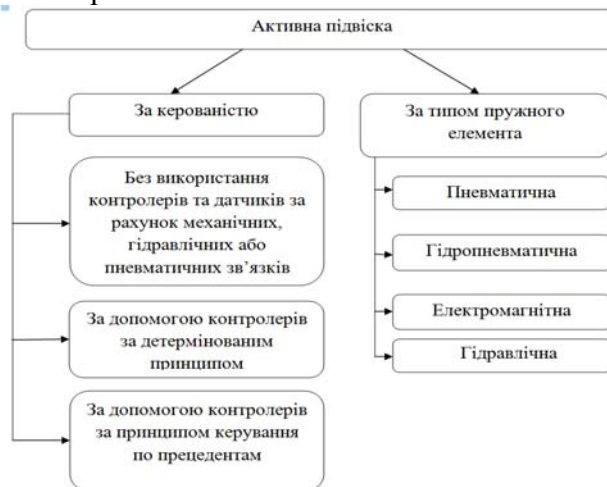 Активна підвіска
За керованістю
Без використання
контролерів та датчиків за
рахунок механічних,
гідравлічних або
пневматичних зв’язків
За допомогою контролерів
за детермінованим
принципом
За допомогою контролерів
за принципом керування
по прецедентам
За типом пружного
елемента
Пневматична
Гідропневматична
Електромагнітна
Гідравлічна